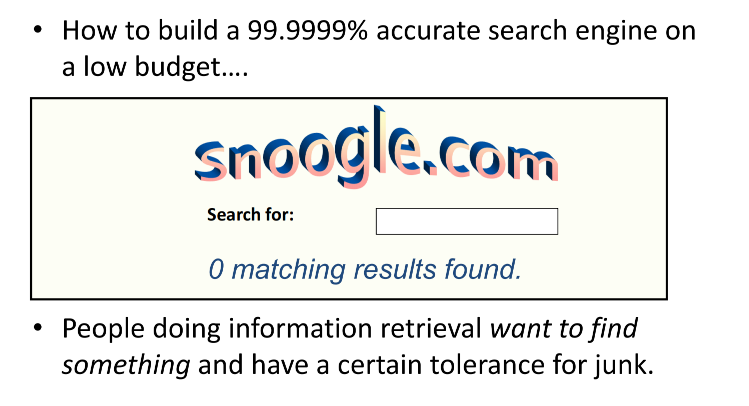 • How to build a 99.9999% accurate search engine on
a low budget….
snoogle.com
Search for:
0 matching results found.
• People doing information retrieval want to find
something and have a certain tolerance for junk.